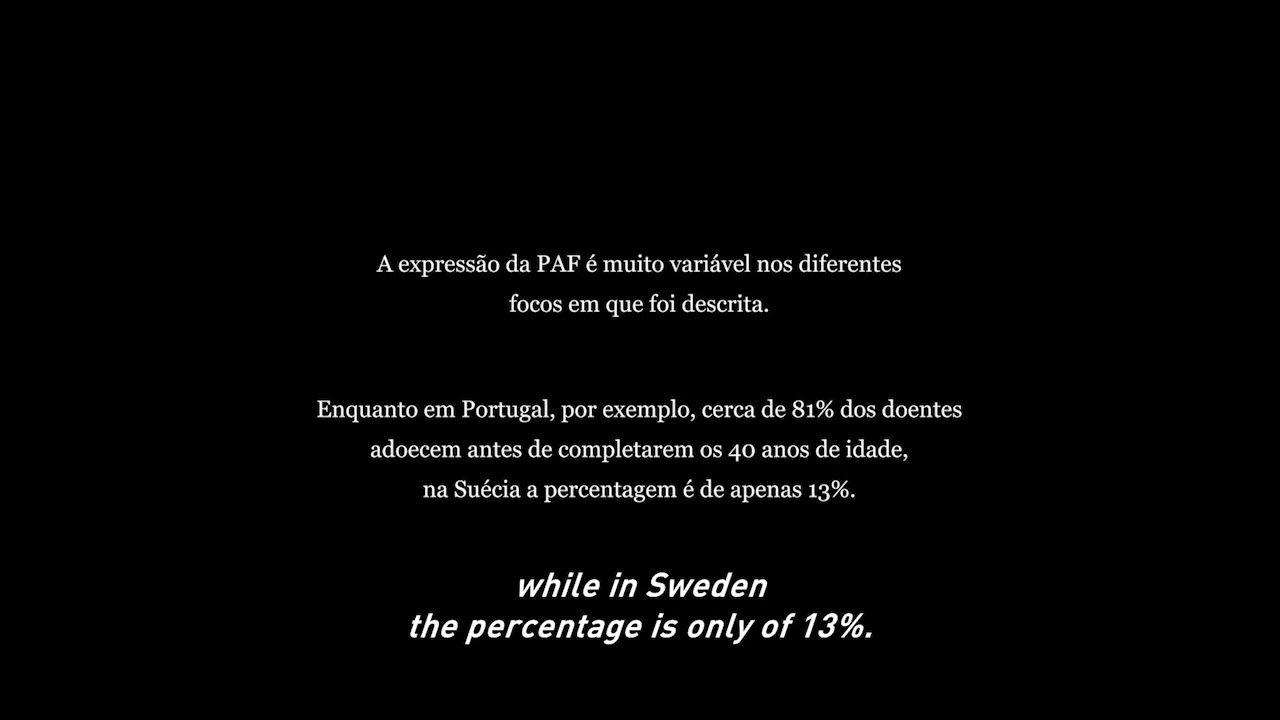 A expressão da PAF é muito variável nos diferentes
focos em que foi descrita.
Enquanto em Portugal, por exemplo, cerca de 81% dos doentes
adoecem antes de completarem os 40 anos de idade,
na Suécia a percentagem é de apenas 13%.
while in Sweden
the percentage is only of 13%.